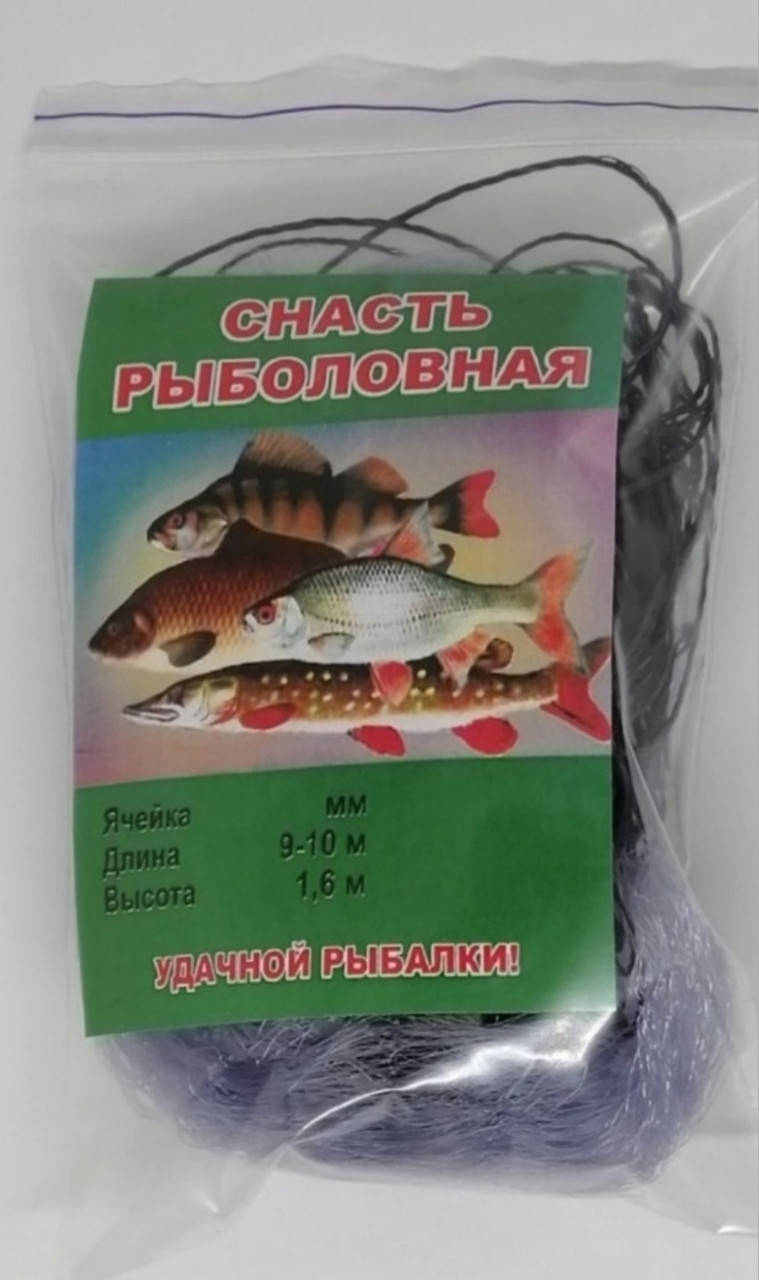 СНАСТЬ
РЫБОЛОВНАЯ
Ячейка мм
Длина 9-10 м
Высота 1,6 м
УДАЧНОЙ РЫБАЛКИ!